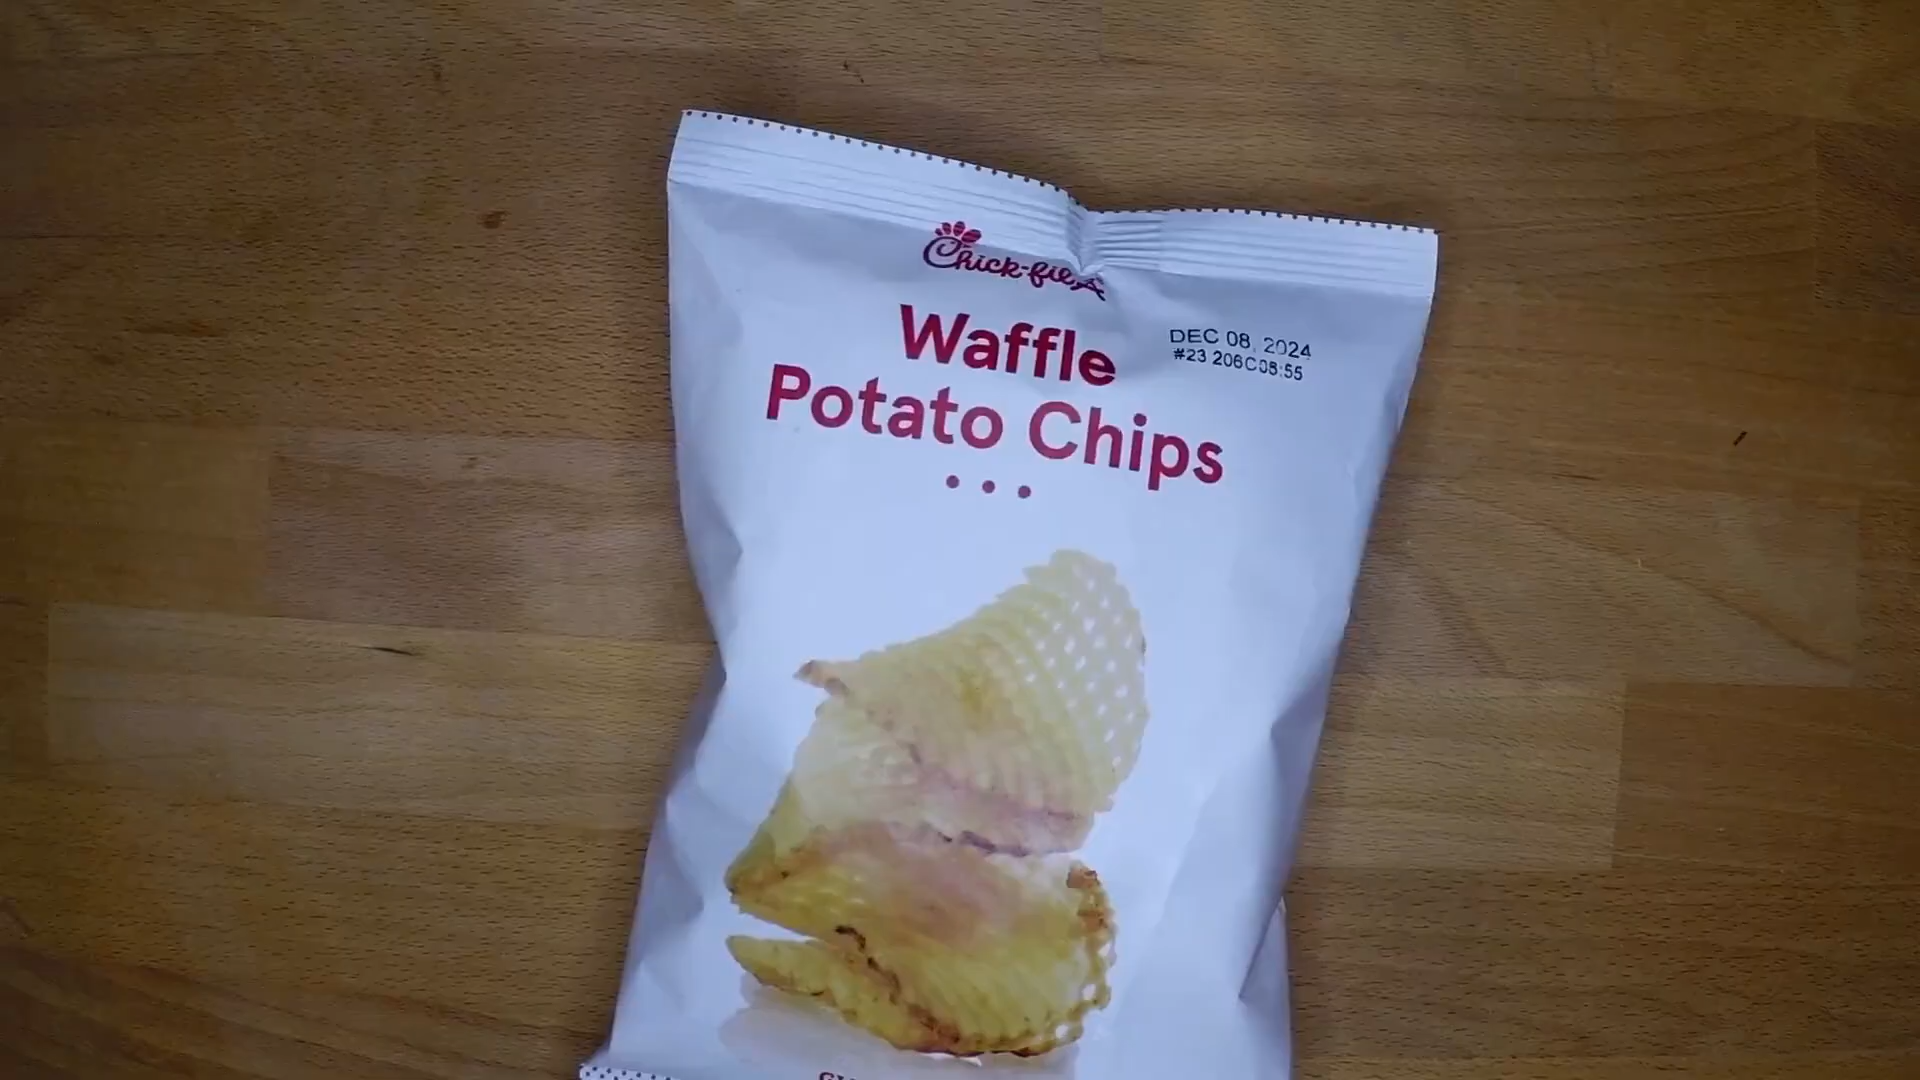 Chick-fil-A
Waffle
Potato Chips
DEC 08, 2024
#23 206C08:55